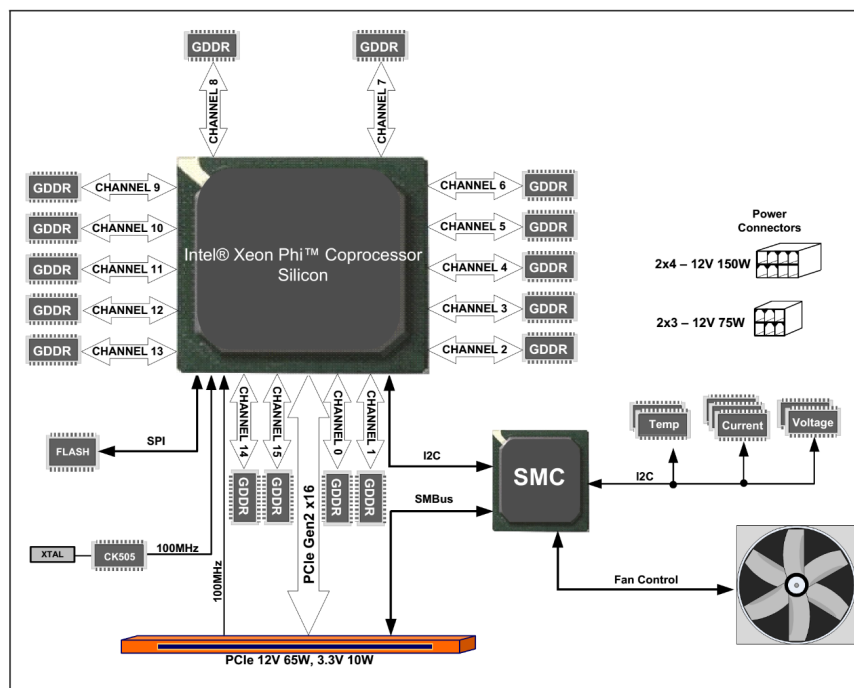 GDDR
GDDR
CHANNEL 8
CHANNEL 7
GDDR
CHANNEL 9
CHANNEL 6
GDDR
GDDR
CHANNEL 10
CHANNEL 5
GDDR
GDDR
CHANNEL 11
CHANNEL 4
GDDR
GDDR
CHANNEL 12
CHANNEL 3
GDDR
GDDR
CHANNEL 13
CHANNEL 2
GDDR
Intel® Xeon Phi™ Coprocessor
Silicon
Power
Connectors
2x4 – 12V 150W
2x3 – 12V 75W
CHANNEL 14
CHANNEL 15
CHANNEL 0
CHANNEL 1
GDDR
GDDR
GDDR
GDDR
PCIe Gen2 x16
FLASH
SPI
XTAL
CK505
100MHz
100MHz
I2C
SMBus
SMC
I2C
Temp
Current
Voltage
Fan Control
PCIe 12V 65W, 3.3V 10W